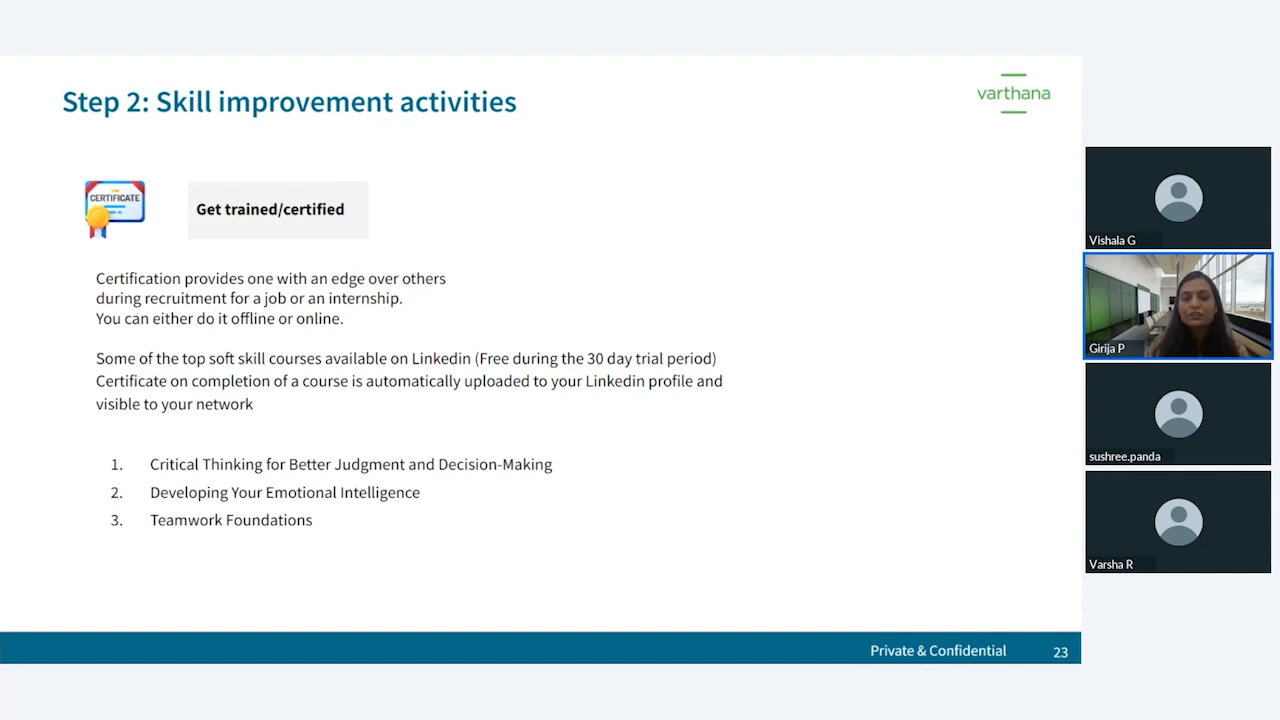 Step 2: Skill improvement activities
varthana
CERTIFICATE
Get trained/certified
Certification provides one with an edge over others
during recruitment for a job or an internship.
You can either do it offline or online.
Some of the top soft skill courses available on Linkedin (Free during the 30 day trial period)
Certificate on completion of a course is automatically uploaded to your Linkedin profile and
visible to your network
1. Critical Thinking for Better Judgment and Decision-Making
2. Developing Your Emotional Intelligence
3. Teamwork Foundations
Private & Confidential 23
Vishala G
Girija P
sushree.panda
Varsha R